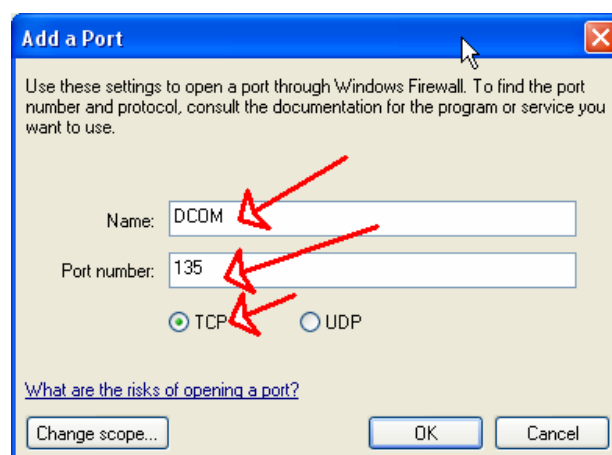 Add a Port
Use these settings to open a port through Windows Firewall. To find the port
number and protocol, consult the documentation for the program or service you
want to use.
Name: DCOM
Port number: 135
TCP UDP
What are the risks of opening a port?
Change scope... OK Cancel